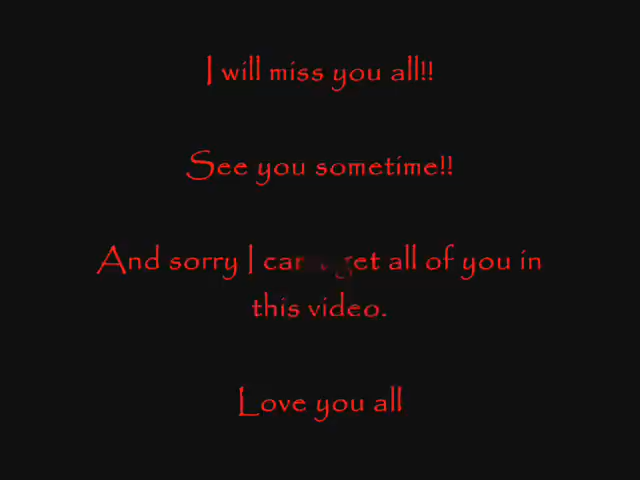 I will miss you all!!
See you sometime!!
And sorry I get all of you in
this video.
Love you all